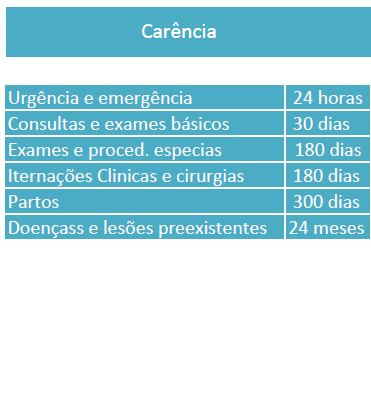 Carência
Urgência e emergência 24 horas
Consultas e exames básicos 30 dias
Exames e proced. especias 180 dias
Iternações Clinicas e cirurgias 180 dias
Partos 300 dias
Doençass e lesões preexistentes 24 meses